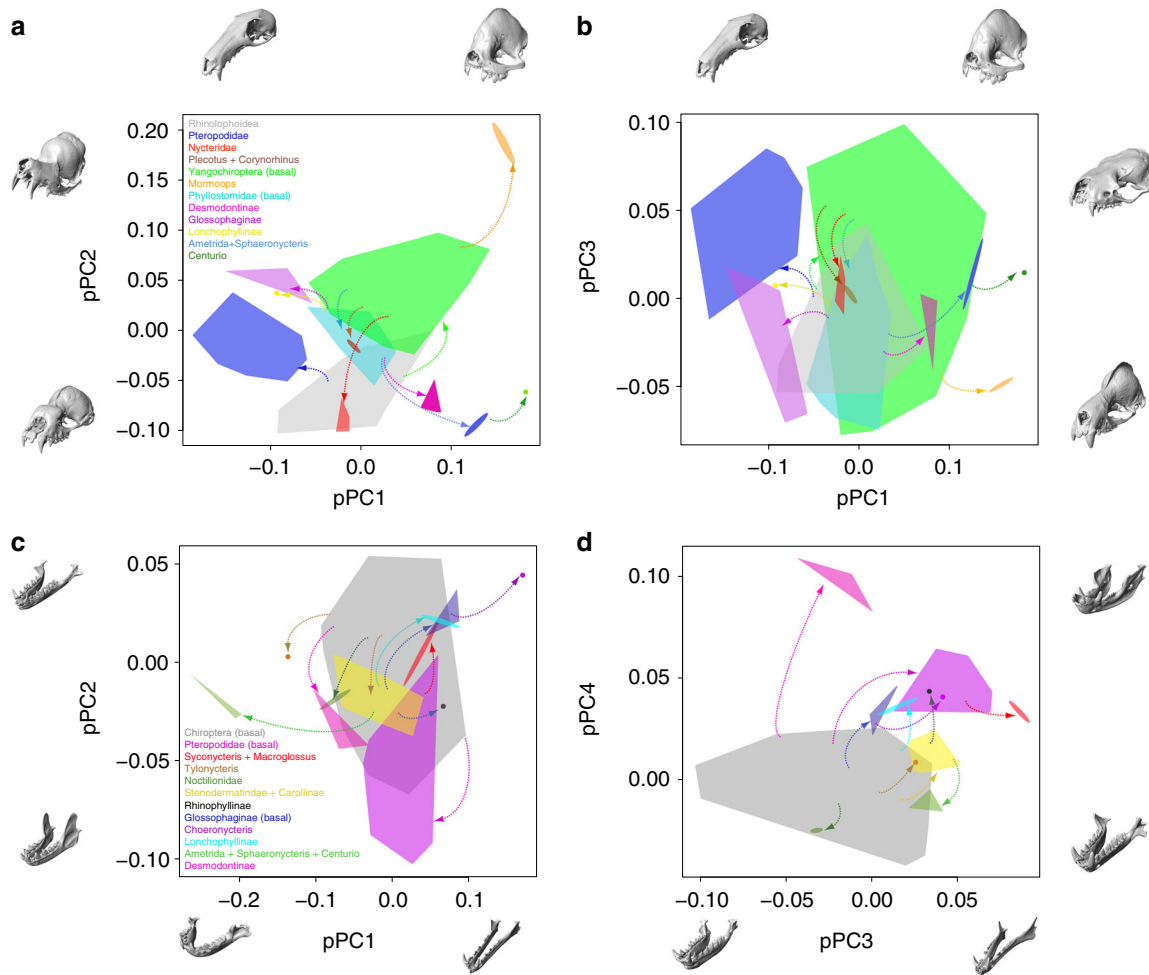 a
0.20
0.15
0.10
0.05
0.00
−0.05
−0.10
pPC2
Rhinolophoidea
Pteropodidae
Nycteridae
Plecotus + Corynorhinus
Yangochiroptera (basal)
Mormoops
Phyllostomidae (basal)
Desmodontinae
Glossophaginae
Lonchophyllinae
Ametrida+Sphaeronycteris
Centurio
−0.1
0.0
0.1
pPC1
b
0.10
0.05
0.00
−0.05
pPC3
−0.1
0.0
0.1
pPC1
c
0.05
0.00
−0.05
−0.10
pPC2
Chiroptera (basal)
Pteropodidae (basal)
Syconycteris + Macroglossus
Tylonycteris
Noctilionidae
Stenodermatindae + Carollinae
Rhinophyllinae
Glossophaginae (basal)
Choeronycteris
Lonchophyllinae
Ametrida + Sphaeronycteris + Centurio
Desmodontinae
−0.2
−0.1
0.0
0.1
pPC1
d
0.10
0.05
0.00
pPC4
−0.10
−0.05
0.00
0.05
pPC3